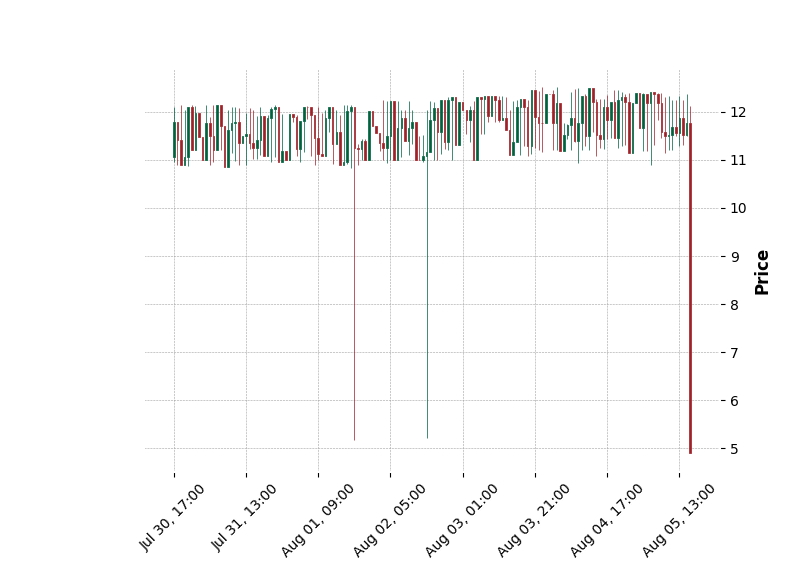 12
11
10
9
8
7
6
5
Price
Jul 30, 17:00
Jul 31, 13:00
Aug 01, 09:00
Aug 02, 05:00
Aug 03, 01:00
Aug 03, 21:00
Aug 04, 17:00
Aug 05, 13:00